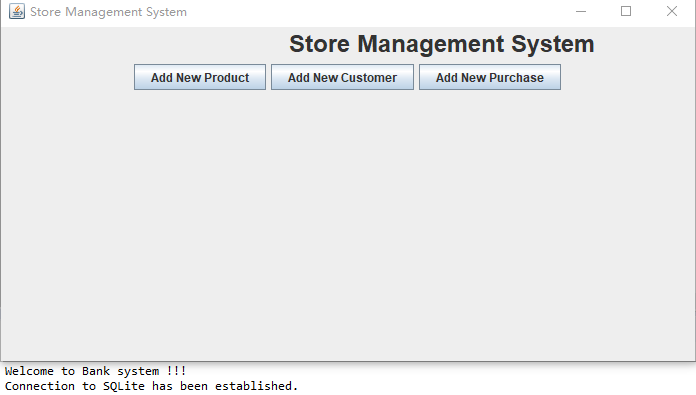 Store Management System
Store Management System
Add New Product Add New Customer Add New Purchase
Welcome to Bank system !!!
Connection to SQLite has been established.